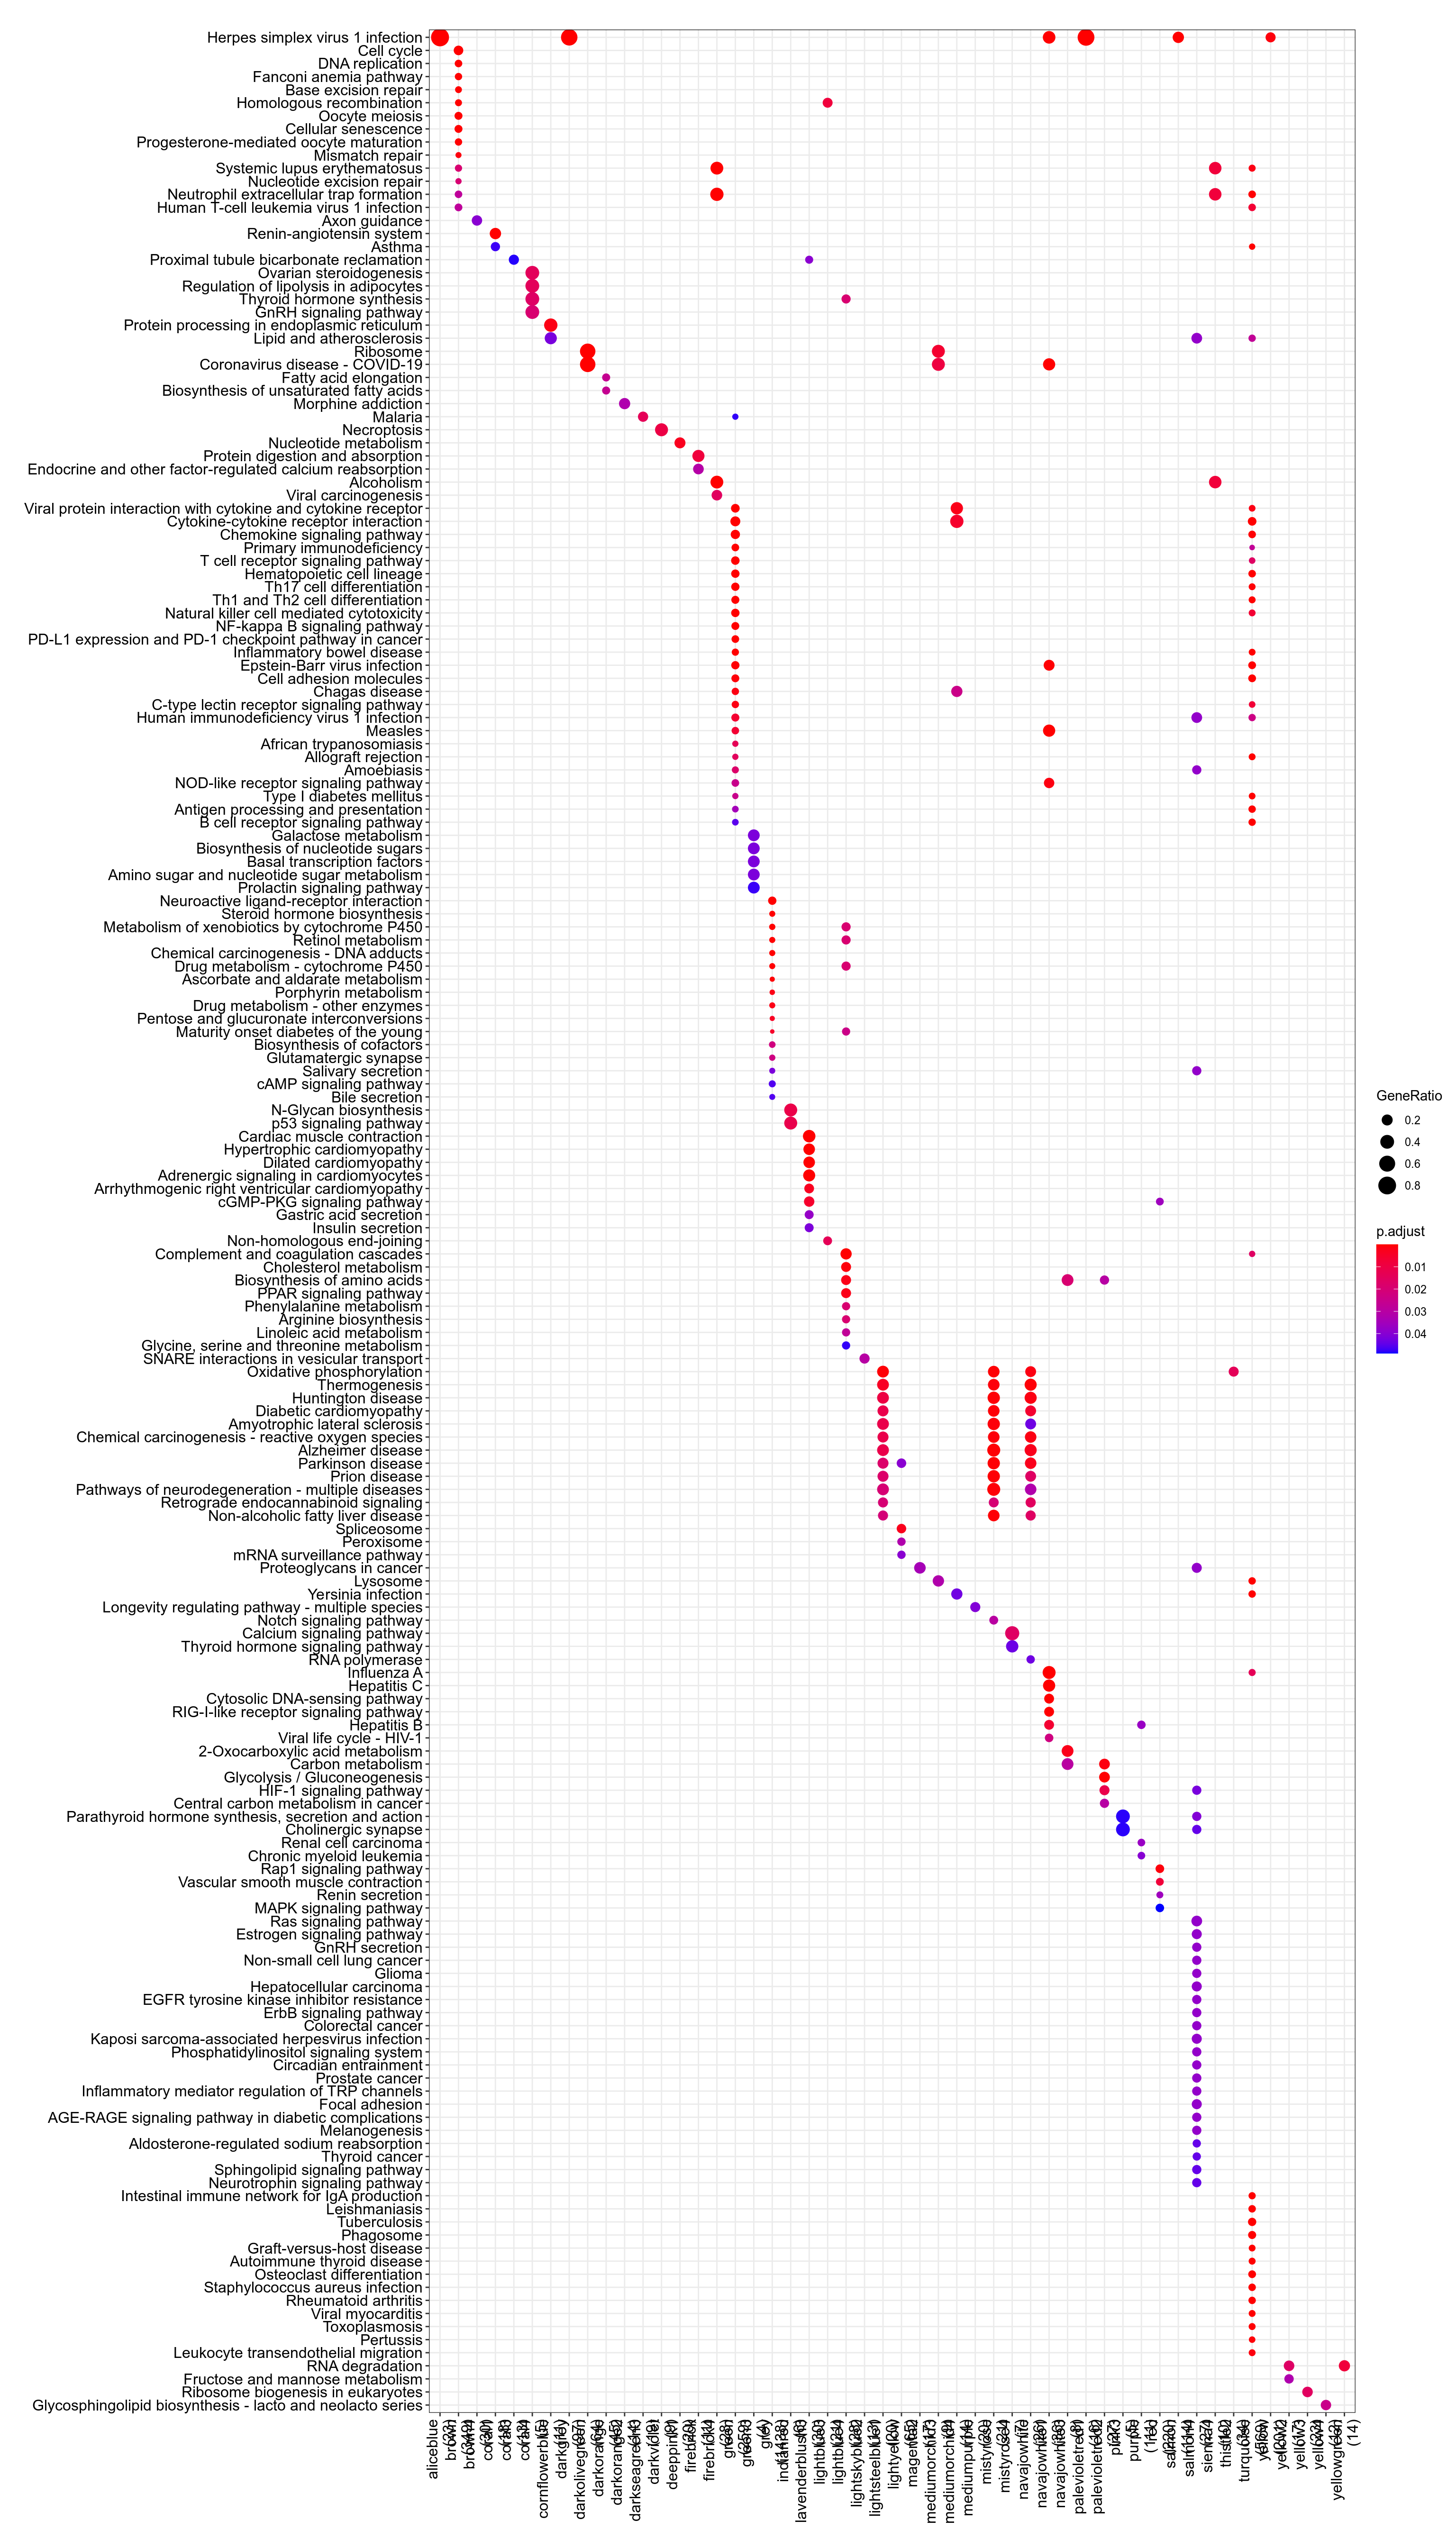 Herpes simplex virus 1 infection
Cell cycle
DNA replication
Fanconi anemia pathway
Base excision repair
Homologous recombination
Oocyte meiosis
Cellular senescence
Progesterone-mediated oocyte maturation
Mismatch repair
Systemic lupus erythematosus
Nucleotide excision repair
Neutrophil extracellular trap formation
Human T-cell leukemia virus 1 infection
Axon guidance
Renin-angiotensin system
Asthma
Proximal tubule bicarbonate reclamation
Ovarian steroidogenesis
Regulation of lipolysis in adipocytes
Thyroid hormone synthesis
GnRH signaling pathway
Protein processing in endoplasmic reticulum
Lipid and atherosclerosis
Ribosome
Coronavirus disease - COVID-19
Fatty acid elongation
Biosynthesis of unsaturated fatty acids
Morphine addiction
Malaria
Necroptosis
Nucleotide metabolism
Protein digestion and absorption
Endocrine and other factor-regulated calcium reabsorption
Alcoholism
Viral carcinogenesis
Viral protein interaction with cytokine and cytokine receptor
Cytokine-cytokine receptor interaction
Chemokine signaling pathway
Primary immunodeficiency
T cell receptor signaling pathway
Hematopoietic cell lineage
Th17 cell differentiation
Th1 and Th2 cell differentiation
Natural killer cell mediated cytotoxicity
NF-kappa B signaling pathway
PD-L1 expression and PD-1 checkpoint pathway in cancer
Inflammatory bowel disease
Epstein-Barr virus infection
Cell adhesion molecules
Chagas disease
C-type lectin receptor signaling pathway
Human immunodeficiency virus 1 infection
Measles
African trypanosomiasis
Allograft rejection
Amoebiasis
NOD-like receptor signaling pathway
Type I diabetes mellitus
Antigen processing and presentation
B cell receptor signaling pathway
Galactose metabolism
Biosynthesis of nucleotide sugars
Basal transcription factors
Amino sugar and nucleotide sugar metabolism
Prolactin signaling pathway
Neuroactive ligand-receptor interaction
Steroid hormone biosynthesis
Metabolism of xenobiotics by cytochrome P450
Retinol metabolism
Chemical carcinogenesis - DNA adducts
Drug metabolism - cytochrome P450
Ascorbate and aldarate metabolism
Porphyrin metabolism
Drug metabolism - other enzymes
Pentose and glucuronate interconversions
Maturity onset diabetes of the young
Biosynthesis of cofactors
Glutamatergic synapse
Salivary secretion
cAMP signaling pathway
Bile secretion
N-Glycan biosynthesis
p53 signaling pathway
Cardiac muscle contraction
Hypertrophic cardiomyopathy
Dilated cardiomyopathy
Adrenergic signaling in cardiomyocytes
Arrhythmogenic right ventricular cardiomyopathy
cGMP-PKG signaling pathway
Gastric acid secretion
Insulin secretion
Non-homologous end-joining
Complement and coagulation cascades
Cholesterol metabolism
Biosynthesis of amino acids
PPAR signaling pathway
Phenylalanine metabolism
Arginine biosynthesis
Linoleic acid metabolism
Glycine, serine and threonine metabolism
SNARE interactions in vesicular transport
Oxidative phosphorylation
Thermogenesis
Huntington disease
Diabetic cardiomyopathy
Amyotrophic lateral sclerosis
Chemical carcinogenesis - reactive oxygen species
Alzheimer disease
Parkinson disease
Prion disease
Pathways of neurodegeneration - multiple diseases
Retrograde endocannabinoid signaling
Non-alcoholic fatty liver disease
Spliceosome
Peroxisome
mRNA surveillance pathway
Proteoglycans in cancer
Lysosome
Yersinia infection
Longevity regulating pathway - multiple species
Notch signaling pathway
Calcium signaling pathway
Thyroid hormone signaling pathway
RNA polymerase
Influenza A
Hepatitis C
Cytosolic DNA-sensing pathway
RIG-I-like receptor signaling pathway
Hepatitis B
Viral life cycle - HIV-1
2-Oxocarboxylic acid metabolism
Carbon metabolism
Glycolysis / Gluconeogenesis
HIF-1 signaling pathway
Central carbon metabolism in cancer
Parathyroid hormone synthesis, secretion and action
Cholinergic synapse
Renal cell carcinoma
Chronic myeloid leukemia
Rap1 signaling pathway
Vascular smooth muscle contraction
Renin secretion
MAPK signaling pathway
Ras signaling pathway
Estrogen signaling pathway
GnRH secretion
Non-small cell lung cancer
Glioma
Hepatocellular carcinoma
EGFR tyrosine kinase inhibitor resistance
ErbB signaling pathway
Colorectal cancer
Kaposi sarcoma-associated herpesvirus infection
Phosphatidylinositol signaling system
Circadian entrainment
Prostate cancer
Inflammatory mediator regulation of TRP channels
Focal adhesion
AGE-RAGE signaling pathway in diabetic complications
Melanogenesis
Aldosterone-regulated sodium reabsorption
Thyroid cancer
Sphingolipid signaling pathway
Neurotrophin signaling pathway
Intestinal immune network for IgA production
Leishmaniasis
Tuberculosis
Phagosome
Graft-versus-host disease
Autoimmune thyroid disease
Osteoclast differentiation
Staphylococcus aureus infection
Rheumatoid arthritis
Viral myocarditis
Toxoplasmosis
Pertussis
Leukocyte transendothelial migration
RNA degradation
Fructose and mannose metabolism
Ribosome biogenesis in eukaryotes
Glycosphingolipid biosynthesis - lacto and neolacto series
GeneRatio
0.2
0.4
0.6
0.8
p.adjust
0.01
0.02
0.03
0.04
aliceblue
brown
cornflowerblue
darkgrey
darkolivegreen
magenta
mediumpurple
turquoise
yellowgreen
(14)